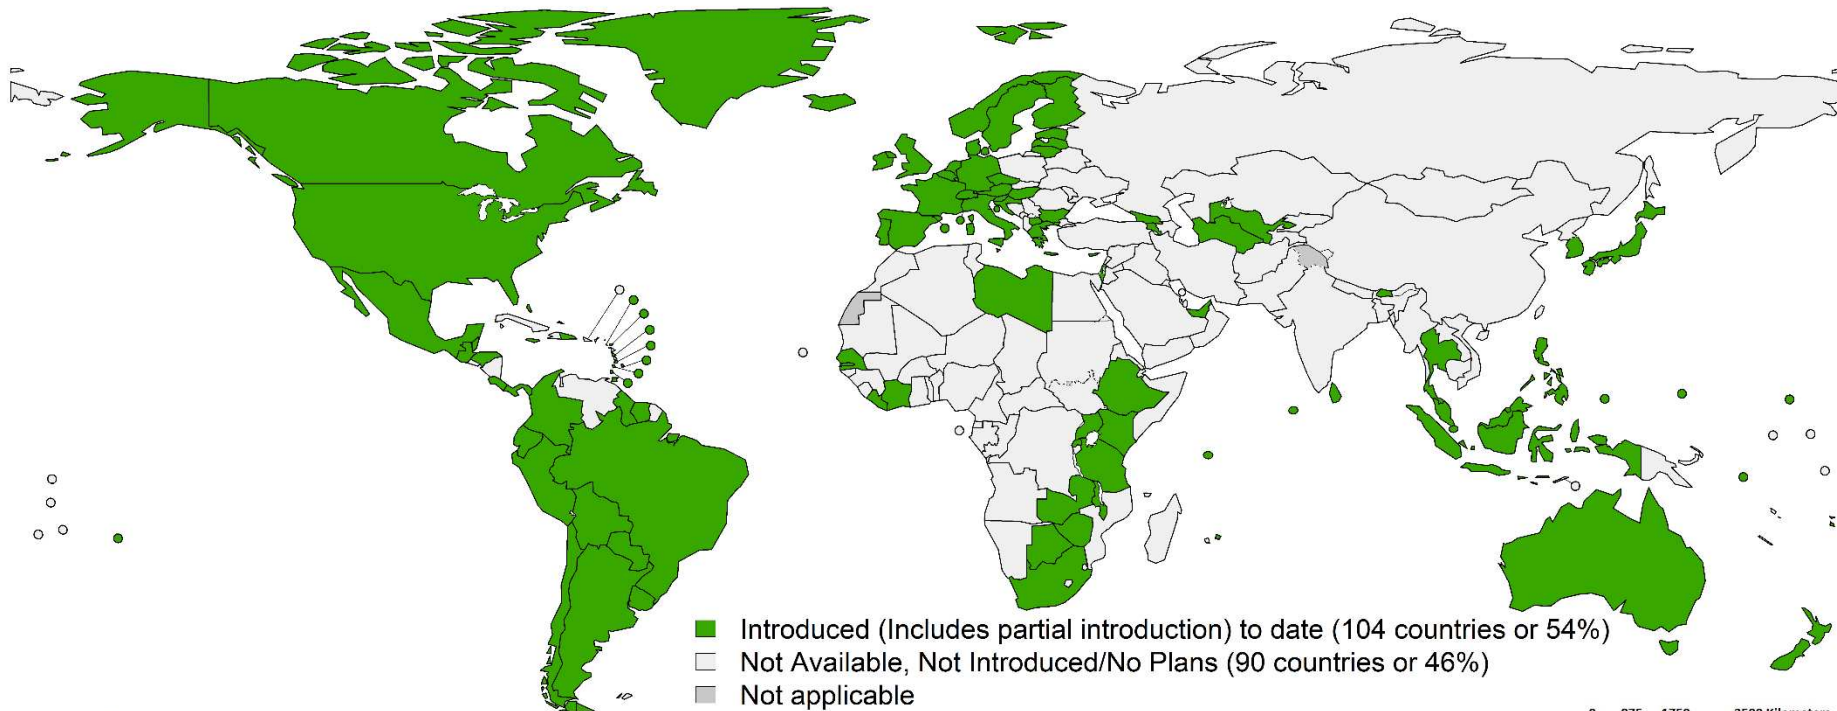 Introduced (Includes partial introduction) to date (104 countries or 54%)
Not Available, Not Introduced/No Plans (90 countries or 46%)
Not applicable